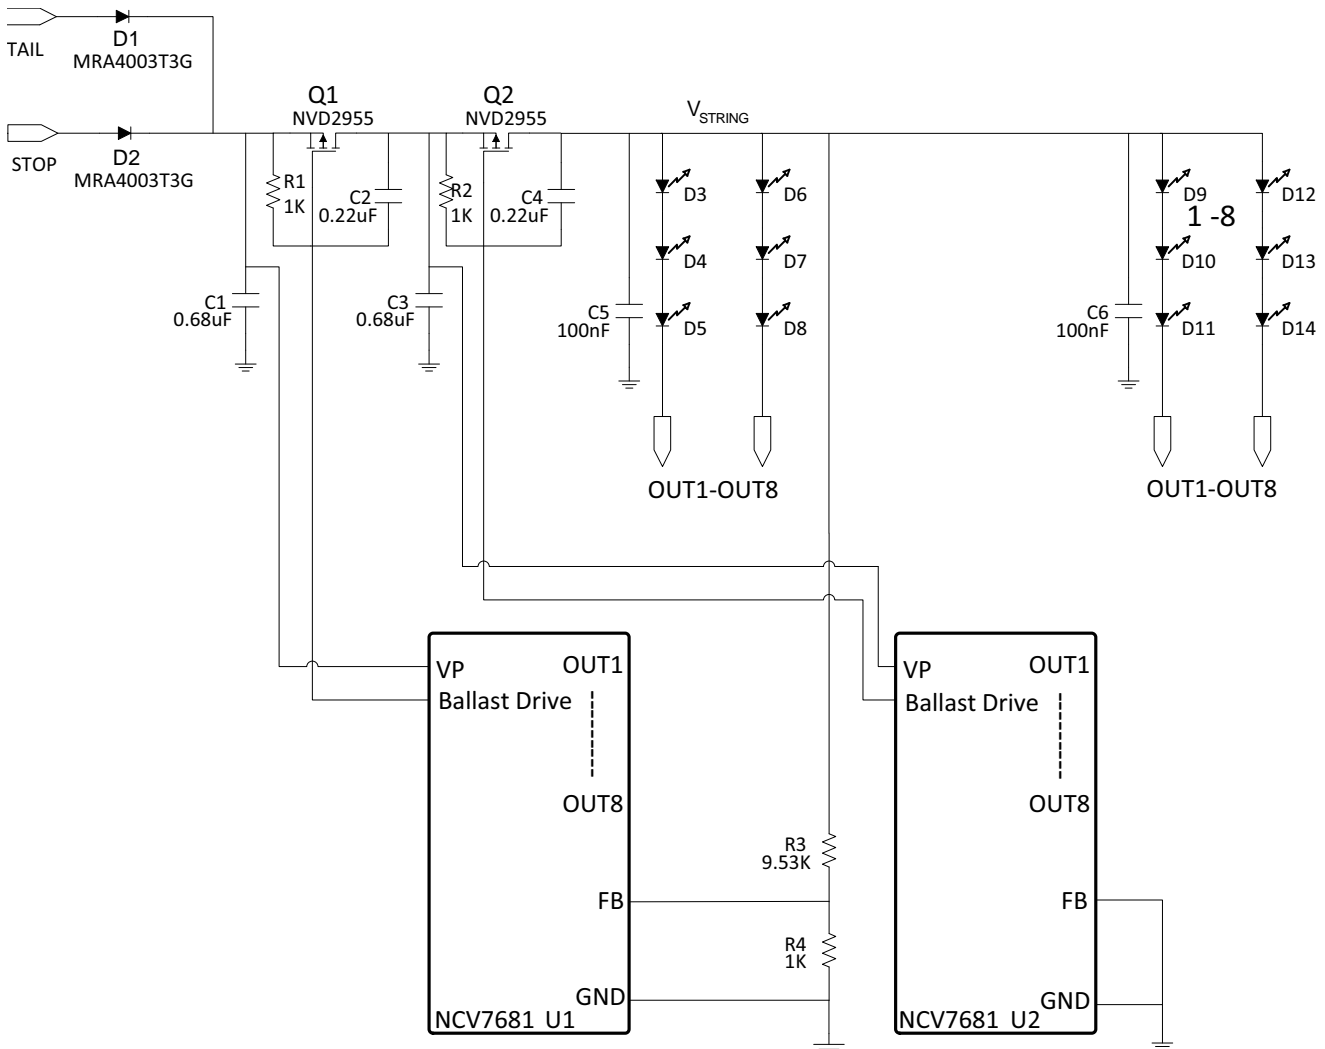 TAIL
D1
MRA4003T3G
STOP
D2
MRA4003T3G
Q1
NVD2955
Q2
NVD2955
VSTRING
R1
1K
C2
0.22uF
R2
1K
C4
0.22uF
C1
0.68uF
C3
0.68uF
C5
100nF
D3
D4
D5
D6
D7
D8
OUT1-OUT8
C6
100nF
D9
1 -8
D10
D11
D12
D13
D14
OUT1-OUT8
VP
Ballast Drive
OUT1
OUT8
FB
GND
NCV7681 U1
R3
9.53K
R4
1K
VP
Ballast Drive
OUT1
OUT8
FB
GND
NCV7681 U2